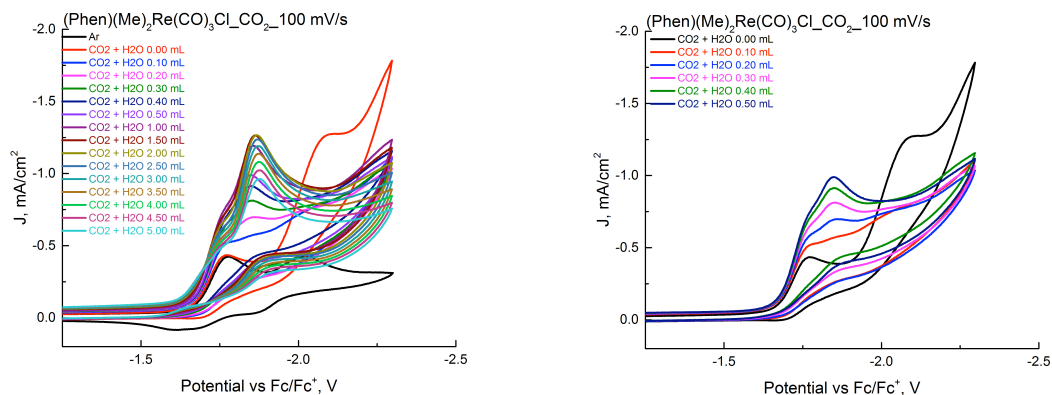 (Phen)(Me)2Re(CO)3Cl_CO2_100 mV/s
-2.0
Ar
CO2 + H2O 0.00 mL
CO2 + H2O 0.10 mL
CO2 + H2O 0.20 mL
CO2 + H2O 0.30 mL
CO2 + H2O 0.40 mL
CO2 + H2O 0.50 mL
CO2 + H2O 1.00 mL
CO2 + H2O 1.50 mL
CO2 + H2O 2.00 mL
CO2 + H2O 2.50 mL
CO2 + H2O 3.00 mL
CO2 + H2O 3.50 mL
CO2 + H2O 4.00 mL
CO2 + H2O 4.50 mL
CO2 + H2O 5.00 mL
-1.5
-1.0
-0.5
0.0
J, mA/cm2
-1.5
-2.0
-2.5
Potential vs Fc/Fc+, V
(Phen)(Me)2Re(CO)3Cl_CO2_100 mV/s
-2.0
CO2 + H2O 0.00 mL
CO2 + H2O 0.10 mL
CO2 + H2O 0.20 mL
CO2 + H2O 0.30 mL
CO2 + H2O 0.40 mL
CO2 + H2O 0.50 mL
-1.5
-1.0
-0.5
0.0
J, mA/cm2
-1.5
-2.0
-2.5
Potential vs Fc/Fc+, V